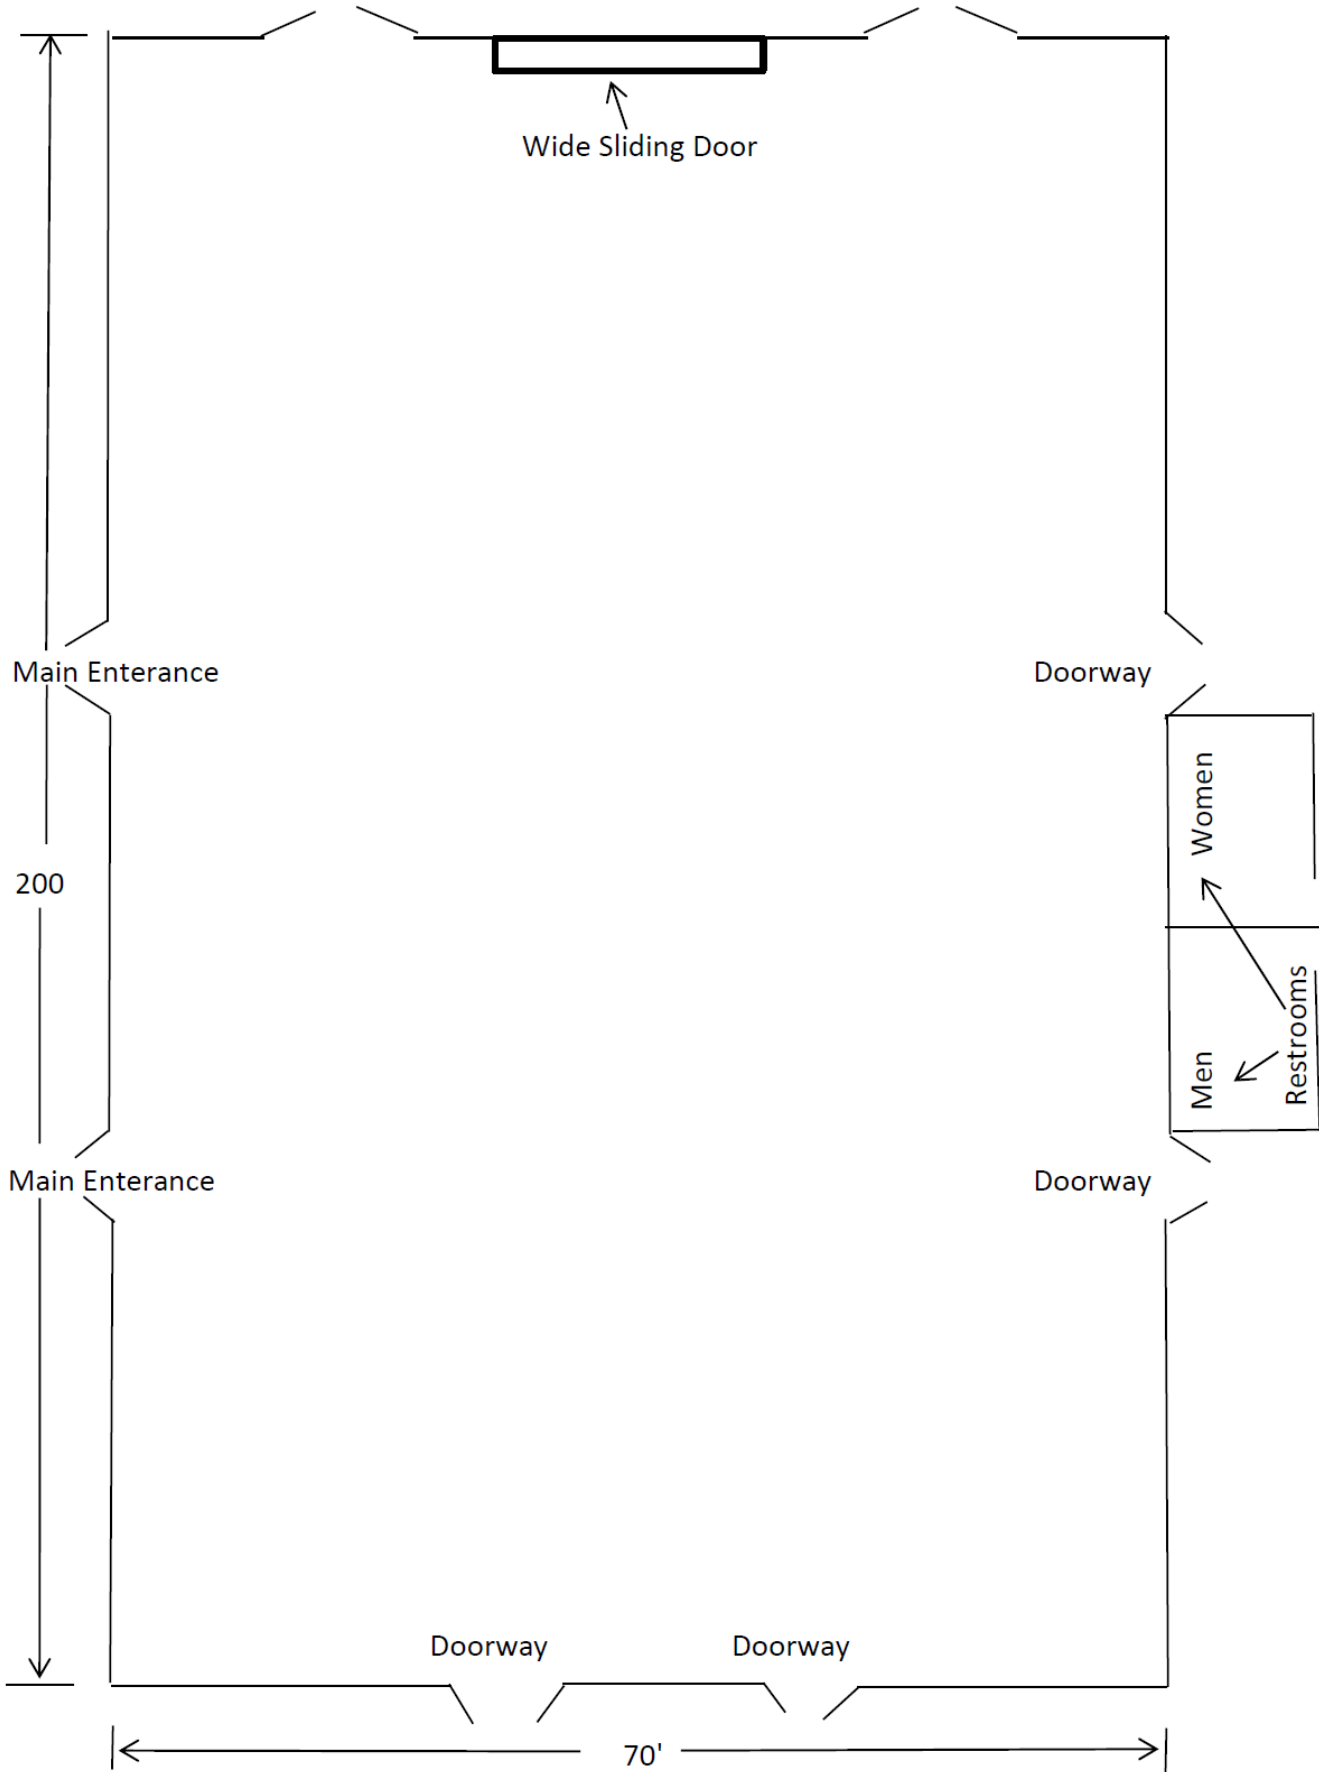 Wide Sliding Door
Main Enterance
Doorway
Women
200
Restrooms
Men
Main Enterance
Doorway
Doorway
Doorway
70'